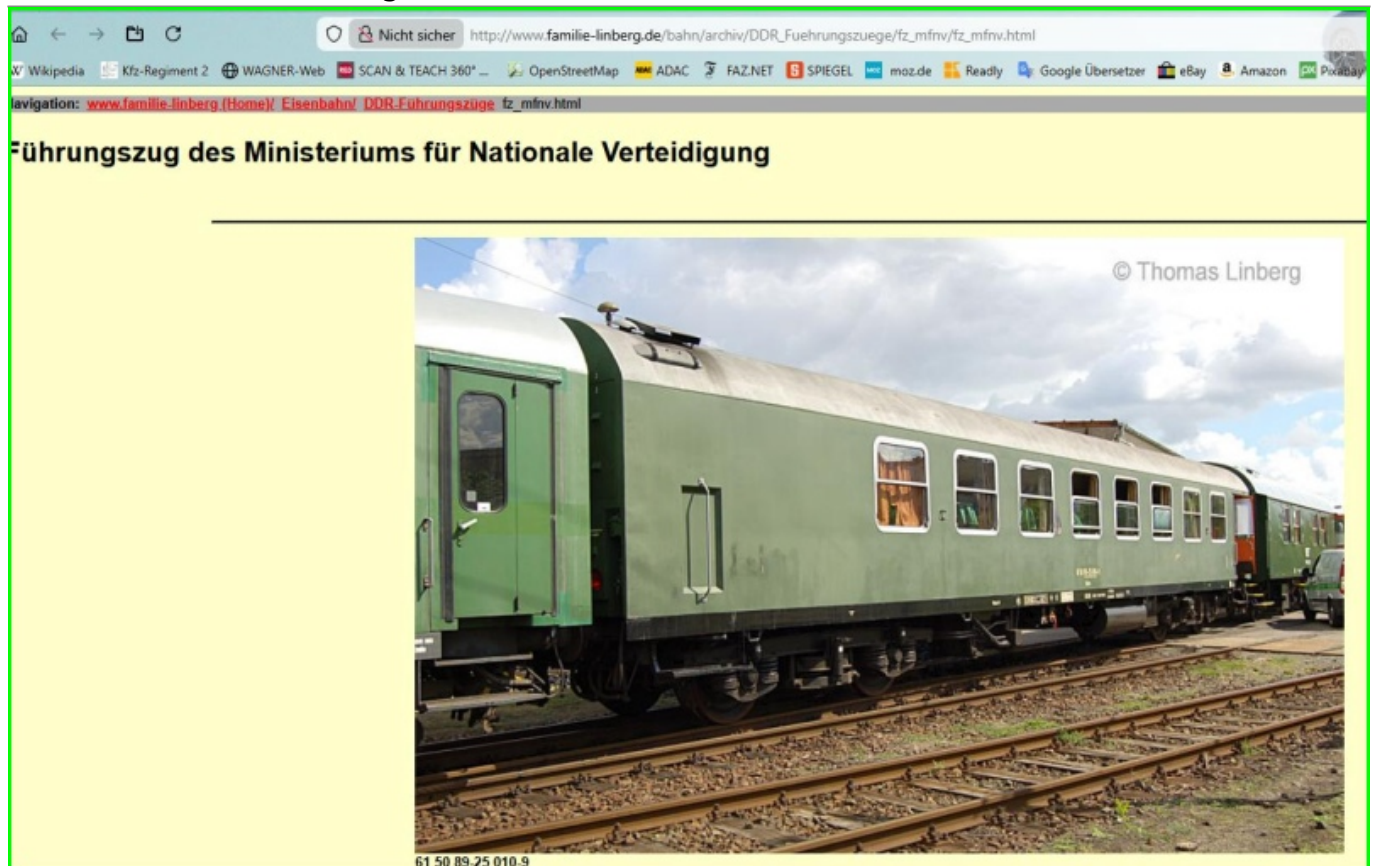 Nicht sicher http://www.familie-linberg.de/bahn/archiv/DDR_Fuehrungszuege/fz_mfnv/fz_mfnv.html
Wikipedia Kfz-Regiment 2 WAGNER-Web SCAN & TEACH 360° ... OpenStreetMap ADAC FAZ.NET SPIEGEL moz.de Readly Google Übersetzer eBay Amazon Pixabay
Navigation: www.familie-linberg (Home)/ Eisenbahn/ DDR-Führungszüge fz_mfnv.html
Führungszug des Ministeriums für Nationale Verteidigung
© Thomas Linberg
61 50 89-25 010-9